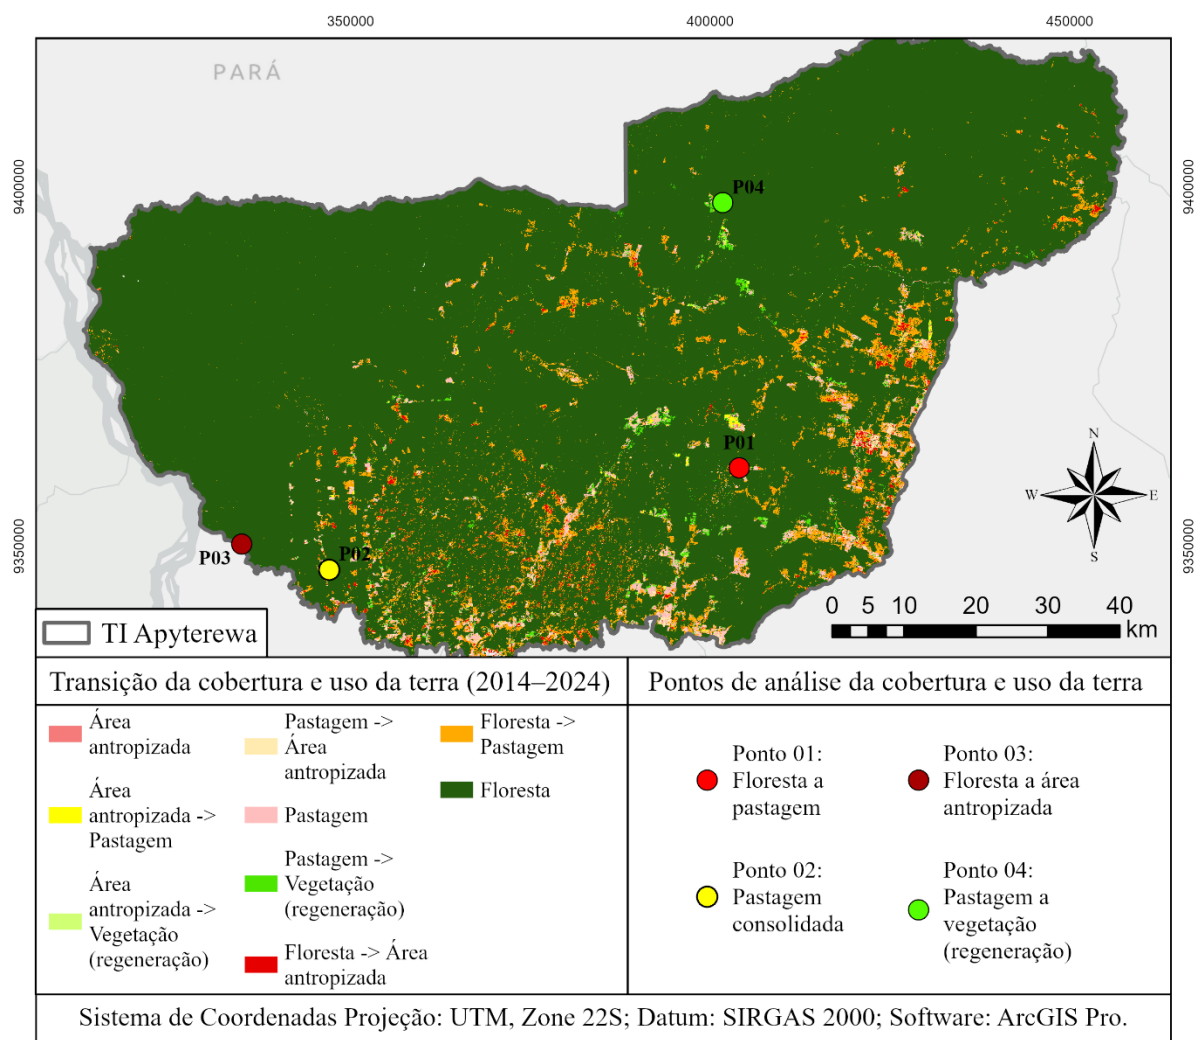 350000
400000
450000
PARÁ
9400000
9400000
P04
P01
N
W
E
S
9350000
9350000
P03
P02
0 5 10 20 30 40
km
TI Apyterewa
Transição da cobertura e uso da terra (2014–2024)
Área
antropizada
Área
antropizada ->
Pastagem
Área
antropizada->
Vegetação
(regeneração)
Pastagem ->
Área
antropizada
Pastagem
Pastagem ->
Vegetação
(regeneração)
Floresta -> Área
antropizada
Floresta ->
Pastagem
Floresta
Pontos de análise da cobertura e uso da terra
Ponto 01:
Floresta a
pastagem
Ponto 02:
Pastagem
consolidada
Ponto 03:
Floresta a área
antropizada
Ponto 04:
Pastagem a
vegetação
(regeneração)
Sistema de Coordenadas Projeção: UTM, Zone 22S; Datum: SIRGAS 2000; Software: ArcGIS Pro.